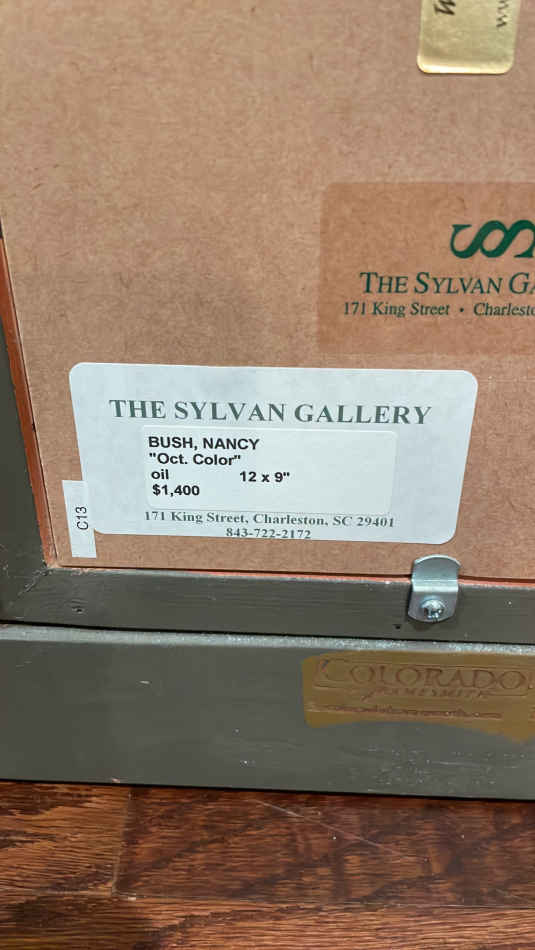 THE SYLVAN GA
171 King Street • Charlesto
THE SYLVAN GALLERY
BUSH, NANCY
"Oct. Color"
oil 12 x 9"
$1,400
171 King Street, Charleston, SC 29401
843-722-2172
C13
COLORADO
FRAMESMITH